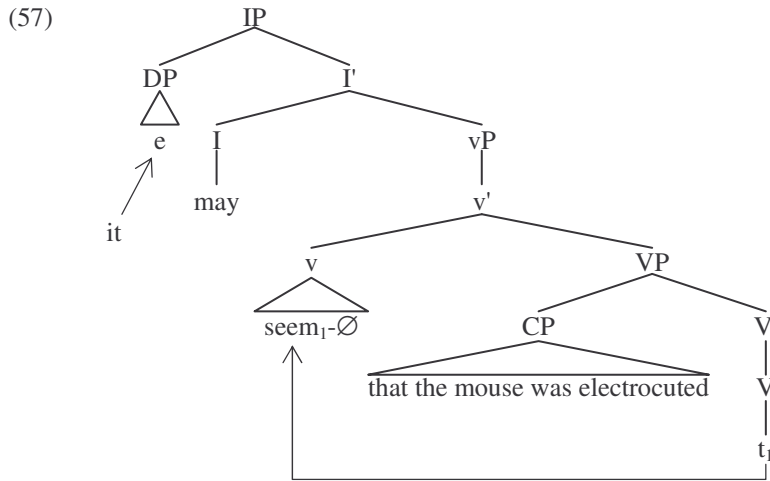 (57)
IP
DP I'
e I vP
may v'
it
v VP
seem₁-∅ CP V
that the mouse was electrocuted V
t₁